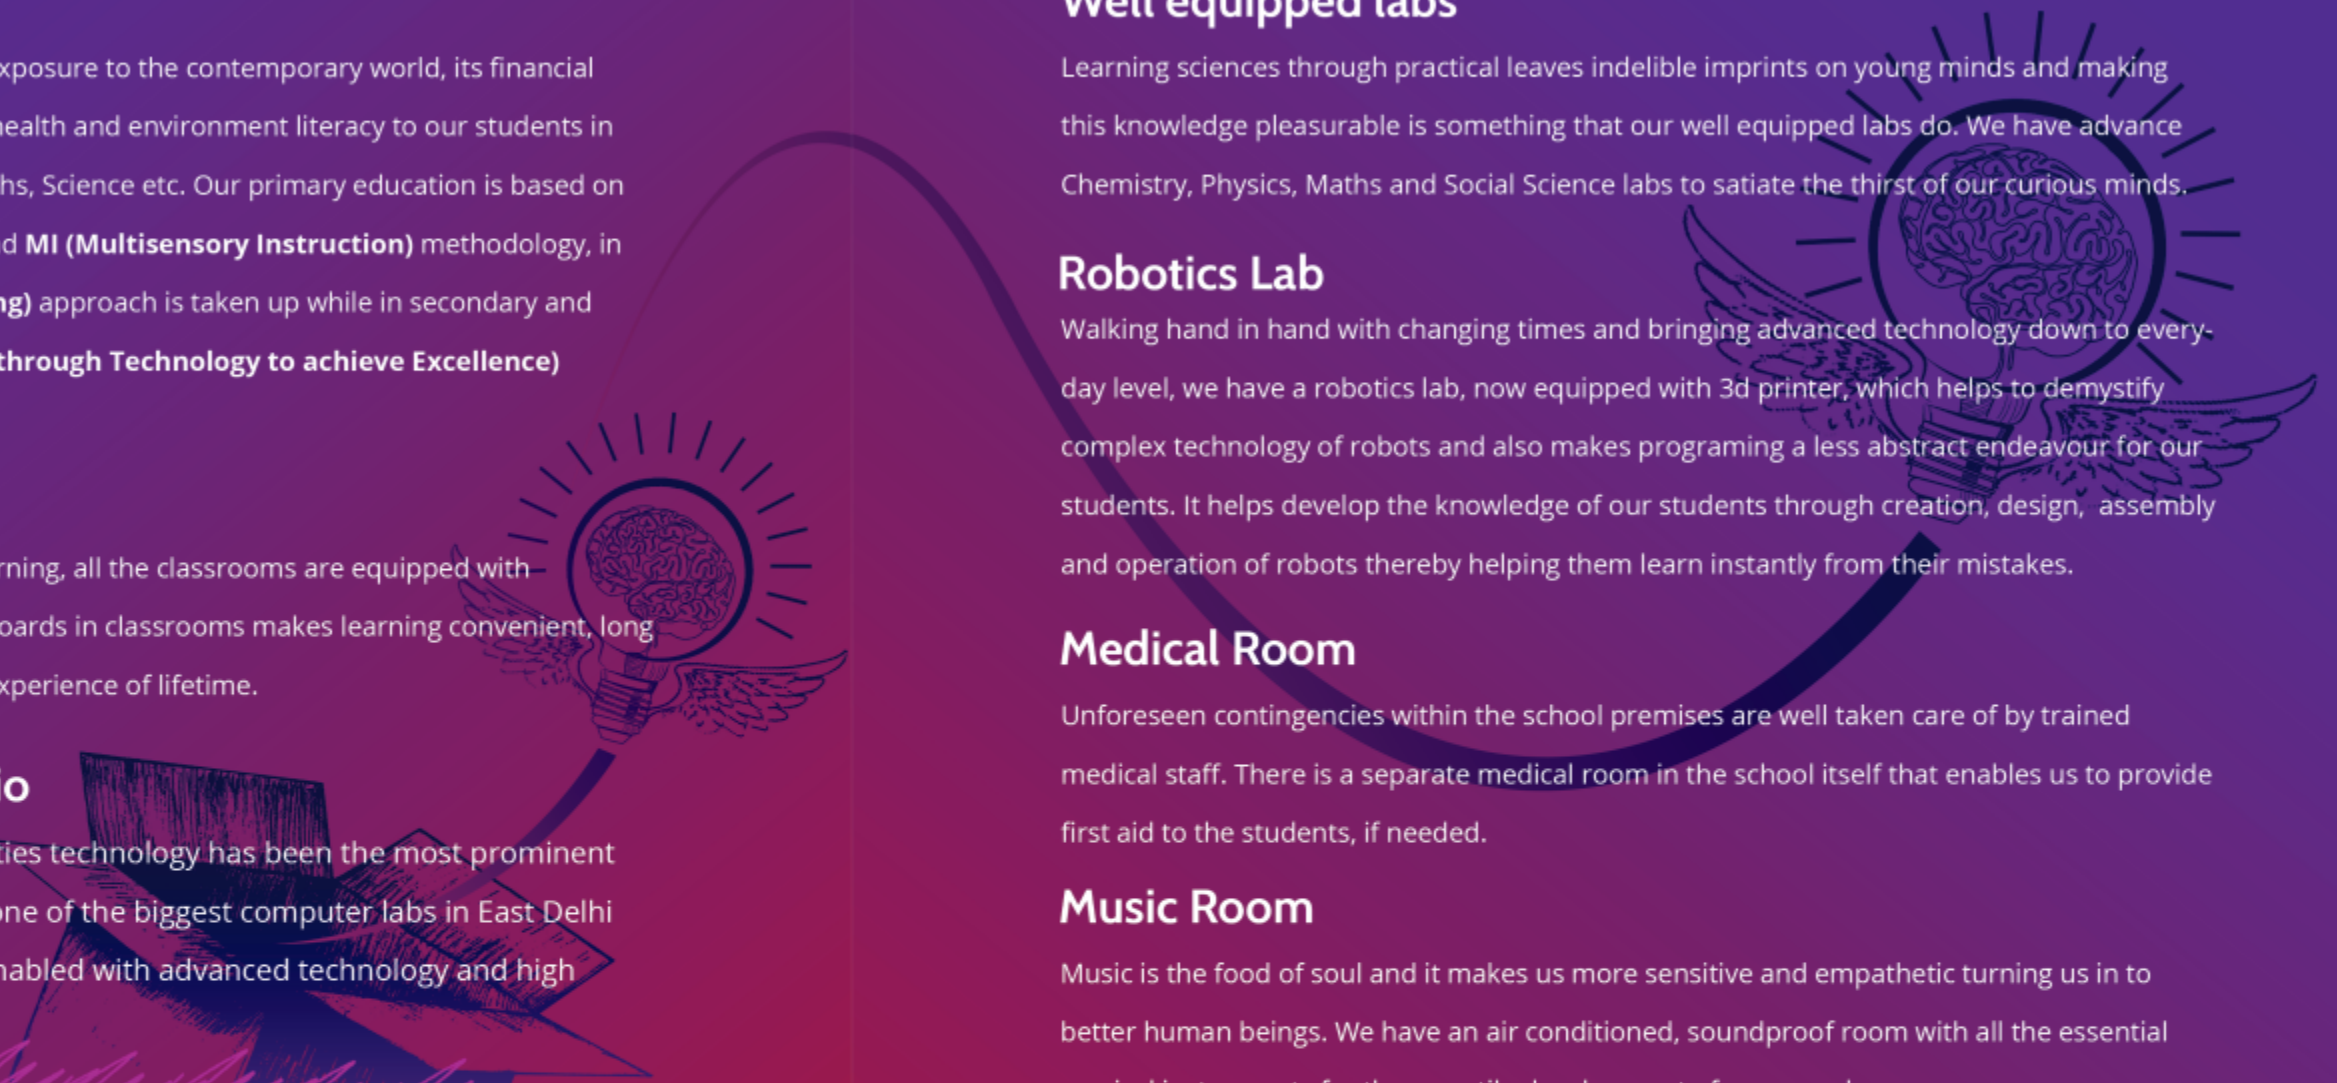 exposure to the contemporary world, its financial
health and environment literacy to our students in
Science etc. Our primary education is based on
MI (Multisensory Instruction) methodology, in
approach is taken up while in secondary and
through Technology to achieve Excellence)
all the classrooms are equipped with
in classrooms makes learning convenient, long
experience of lifetime.
technology has been the most prominent
one of the biggest computer labs in East Delhi
with advanced technology and high
Well equipped labs
Learning sciences through practical leaves indelible imprints on young minds and making
this knowledge pleasurable is something that our well equipped labs do. We have advance
Chemistry, Physics, Maths and Social Science labs to satiate the thirst of our curious minds.
Robotics Lab
Walking hand in hand with changing times and bringing advanced technology down to every-
day level, we have a robotics lab, now equipped with 3d printer, which helps to demystify
complex technology of robots and also makes programing a less abstract endeavour for our
students. It helps develop the knowledge of our students through creation, design, assembly
and operation of robots thereby helping them learn instantly from their mistakes.
Medical Room
Unforeseen contingencies within the school premises are well taken care of by trained
medical staff. There is a separate medical room in the school itself that enables us to provide
first aid to the students, if needed.
Music Room
Music is the food of soul and it makes us more sensitive and empathetic turning us in to
better human beings. We have an air conditioned, soundproof room with all the essential